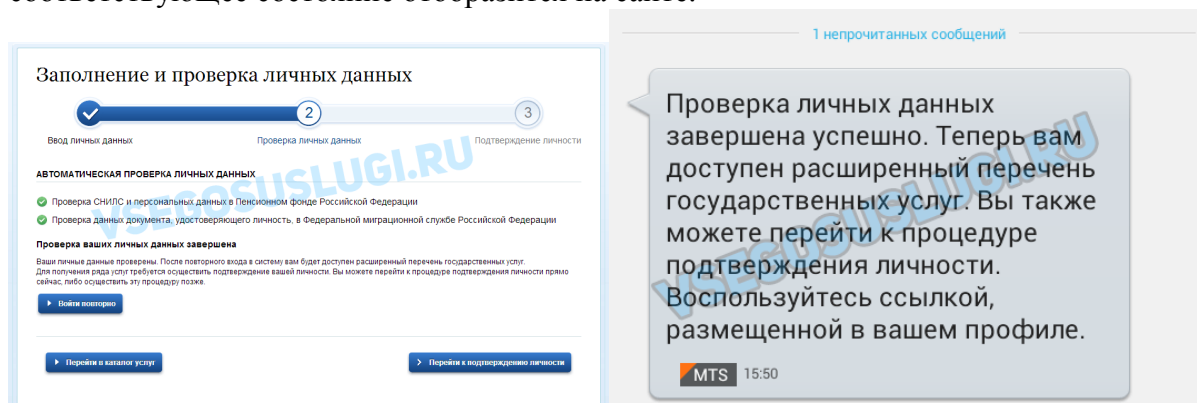 соответствующее состояние отобразится на сайте.
Заполнение и проверка личных данных
2
3
Ввод личных данных
Проверка личных данных
Подтверждение личности
АВТОМАТИЧЕСКАЯ ПРОВЕРКА ЛИЧНЫХ ДАННЫХ
Проверка СНИЛС и персональных данных в Пенсионном фонде Российской Федерации
Проверка данных документа, удостоверяющего личность, в Федеральной миграционной службе Российской Федерации
Проверка ваших личных данных завершена
Ваши личные данные проверены. После повторного входа в систему вам будет доступен расширенный перечень государственных услуг.
Для получения ряда услуг требуется осуществить подтверждение вашей личности. Вы можете перейти к процедуре подтверждения личности прямо
сейчас, либо осуществить эту процедуру позже.
Войти повторно
Перейти в каталог услуг
Перейти к подтверждению личности
VSEGOSUSLUGI.RU
1 непрочитанных сообщений
Проверка личных данных
завершена успешно. Теперь вам
доступен расширенный перечень
государственных услуг. Вы также
можете перейти к процедуре
подтверждения личности.
Воспользуйтесь ссылкой,
размещенной в вашем профиле.
MTS 15:50
VSEGOSUSLUGI.RU